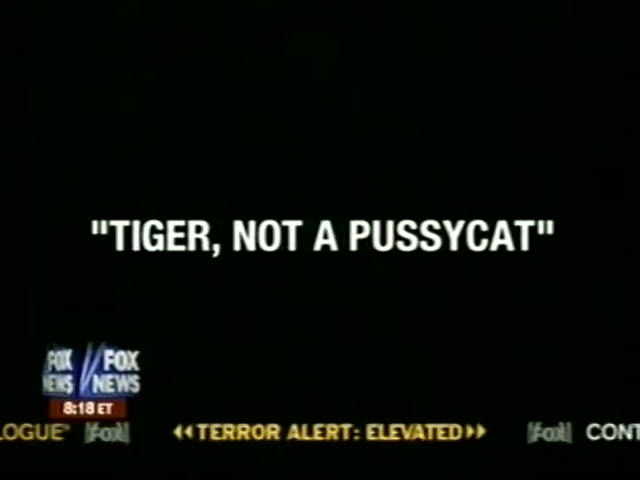 "TIGER, NOT A PUSSYCAT"
FOX FOX
NEWS NEWS
8:18 ET
LOGUE" FOX ◄◄TERROR ALERT: ELEVATED►► FOX CONT